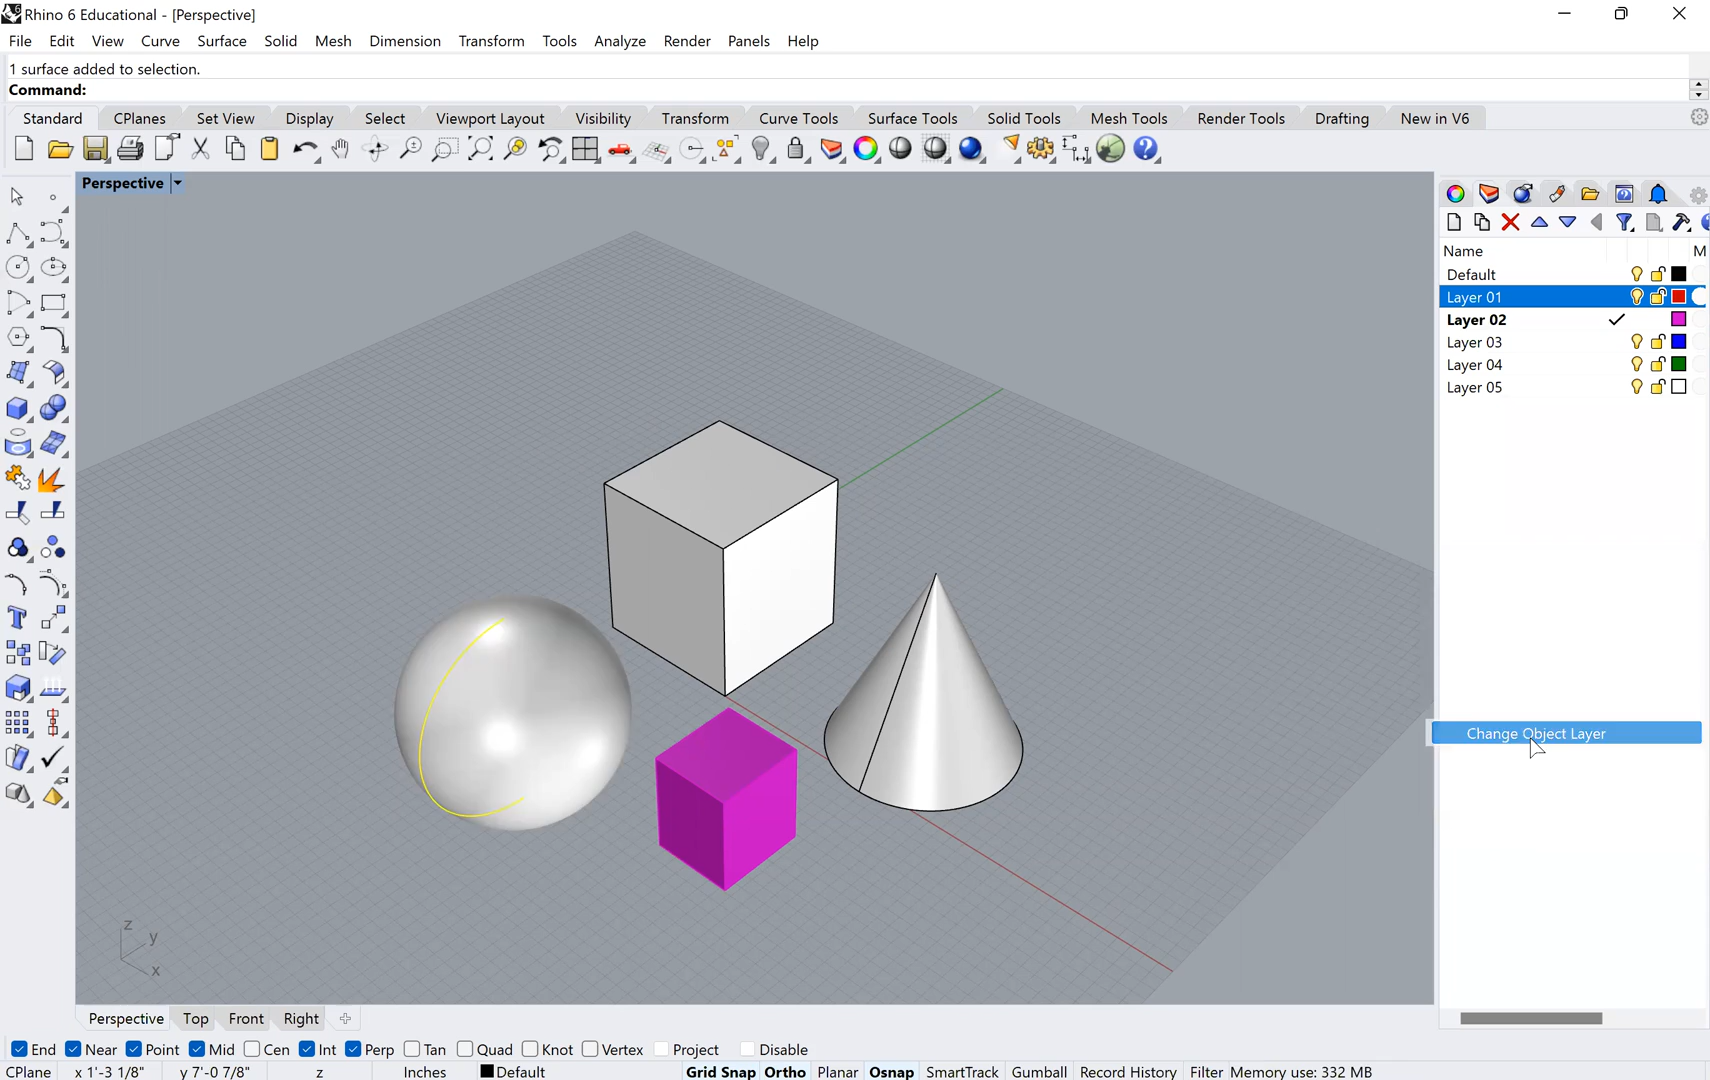 Rhino 6 Educational - [Perspective]
File Edit View Curve Surface Solid Mesh Dimension Transform Tools Analyze Render Panels Help
1 surface added to selection.
Command:
Standard CPlanes Set View Display Select Viewport Layout Visibility Transform Curve Tools Surface Tools Solid Tools Mesh Tools Render Tools Drafting New in V6
Perspective
Name M
Default
Layer 01
Layer 02
Layer 03
Layer 04
Layer 05
Change Object Layer
z
y
x
Perspective Top Front Right
End Near Point Mid Cen Int Perp Tan Quad Knot Vertex Project Disable
CPlane x 1'-3 1/8" y 7'-0 7/8" z Inches Default Grid Snap Ortho Planar Osnap SmartTrack Gumball Record History Filter Memory use: 332 MB